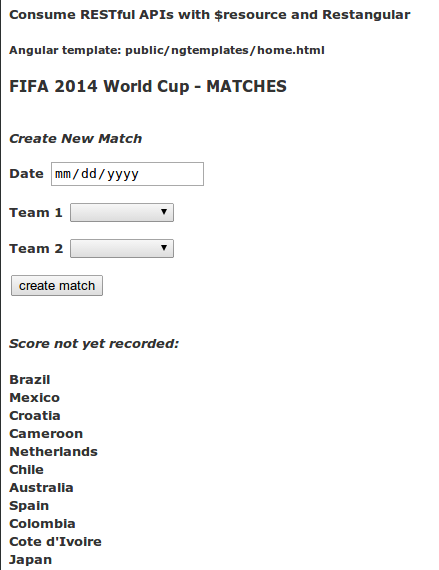 Consume RESTful APIs with $resource and Restangular
Angular template: public/ngtemplates/home.html
FIFA 2014 World Cup - MATCHES
Create New Match
Date mm/dd/yyyy
Team 1
Team 2
create match
Score not yet recorded:
Brazil
Mexico
Croatia
Cameroon
Netherlands
Chile
Australia
Spain
Colombia
Cote d'Ivoire
Japan